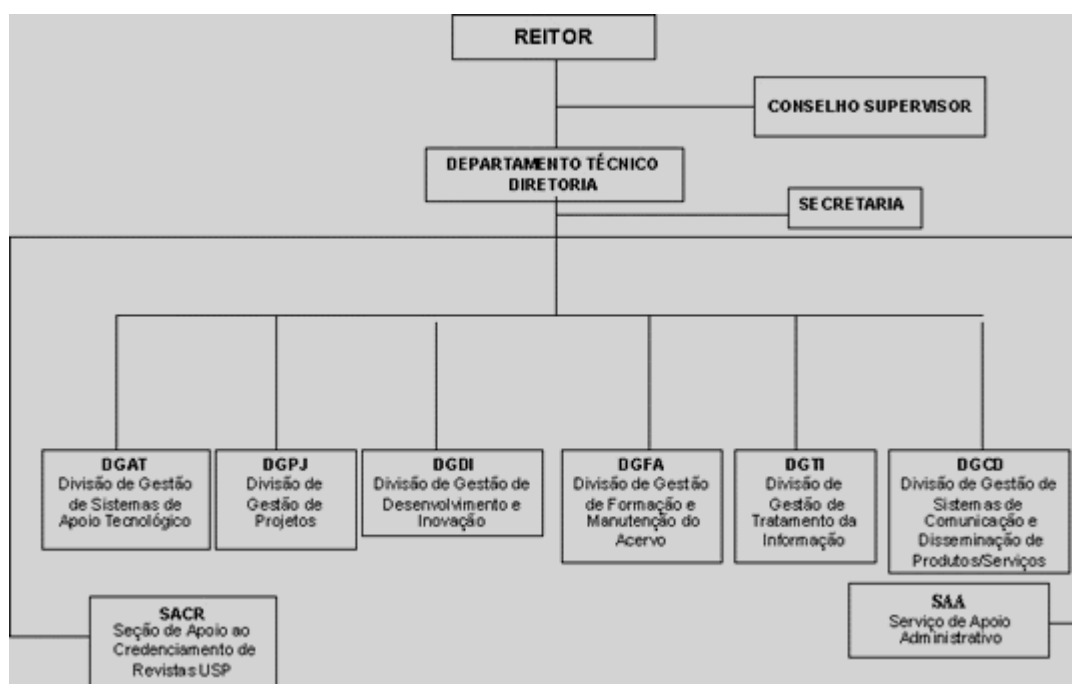 REITOR
CONSELHO SUPERVISOR
DEPARTAMENTO TÉCNICO
DIRETORIA
SECRETARIA
DGAT
Divisão de Gestão
de Sistemas de
Apoio Tecnológico
DGPJ
Divisão de
Gestão de
Projetos
DGDI
Divisão de Gestão de
Desenvolvimento e
Inovação
DGFA
Divisão de Gestão
de Formação e
Manutenção do
Acervo
DGTI
Divisão de
Gestão de
Tratamento da
Informação
DGCD
Divisão de Gestão de
Sistemas de
Comunicação e
Disseminação de
Produtos/Serviços
SACR
Seção de Apoio ao
Credenciamento de
Revistas USP
SAA
Serviço de Apoio
Administrativo